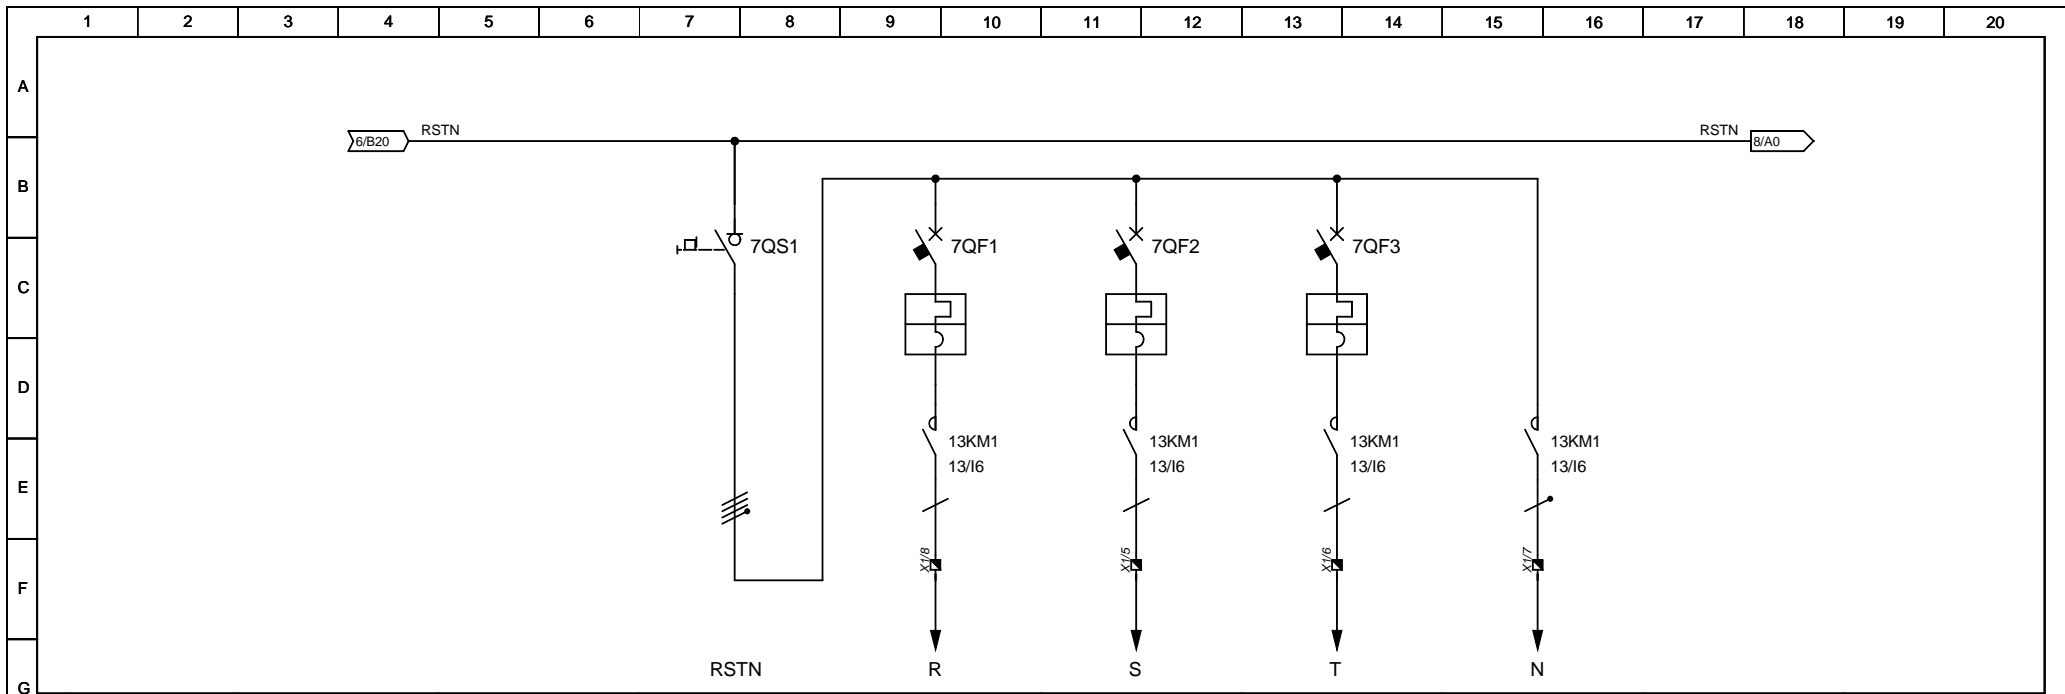 1 2 3 4 5 6 7 8 9 10 11 12 13 14 15 16 17 18 19 20
A
6/B20 RSTN RSTN 8/A0
B
7QS1 7QF1 7QF2 7QF3
C
D
13KM1 13KM1 13KM1 13KM1
13/I6 13/I6 13/I6 13/I6
E
X1/8 X1/5 X1/6 X1/7
F
RSTN R S T N
G